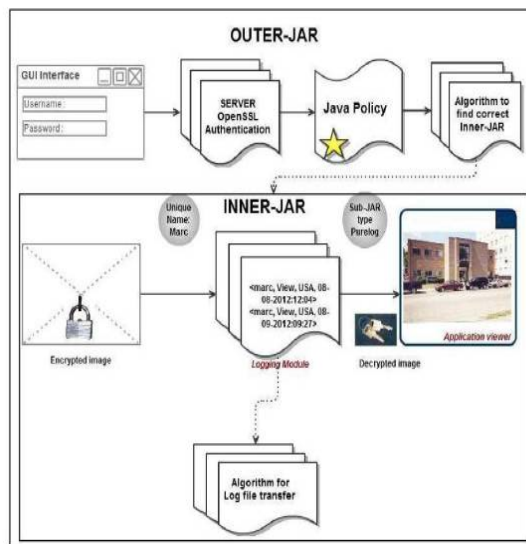 OUTER-JAR
GUI Interface
Username:
Password:
SERVER
OpenSSL
Authentication
Java Policy
Algorithm to
find correct
Inner-JAR
INNER-JAR
Unique
Name:
Marc
Sub-JAR
type
Purelog
Encrypted image
<marc, View, USA, 08-
08-2012:12:04>
<marc, View, USA, 08-
09-2012:09:27>
Logging Module
Decrypted image
Application viewer
Algorithm for
Log file transfer